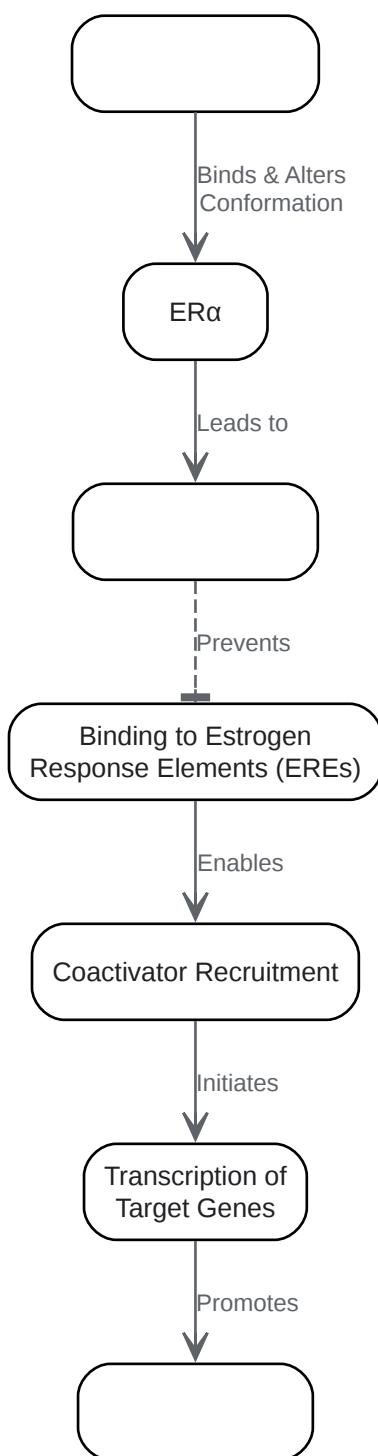 Binds & Alters
Conformation
ERα
Leads to
Prevents
Binding to Estrogen
Response Elements (EREs)
Enables
Coactivator Recruitment
Initiates
Transcription of
Target Genes
Promotes